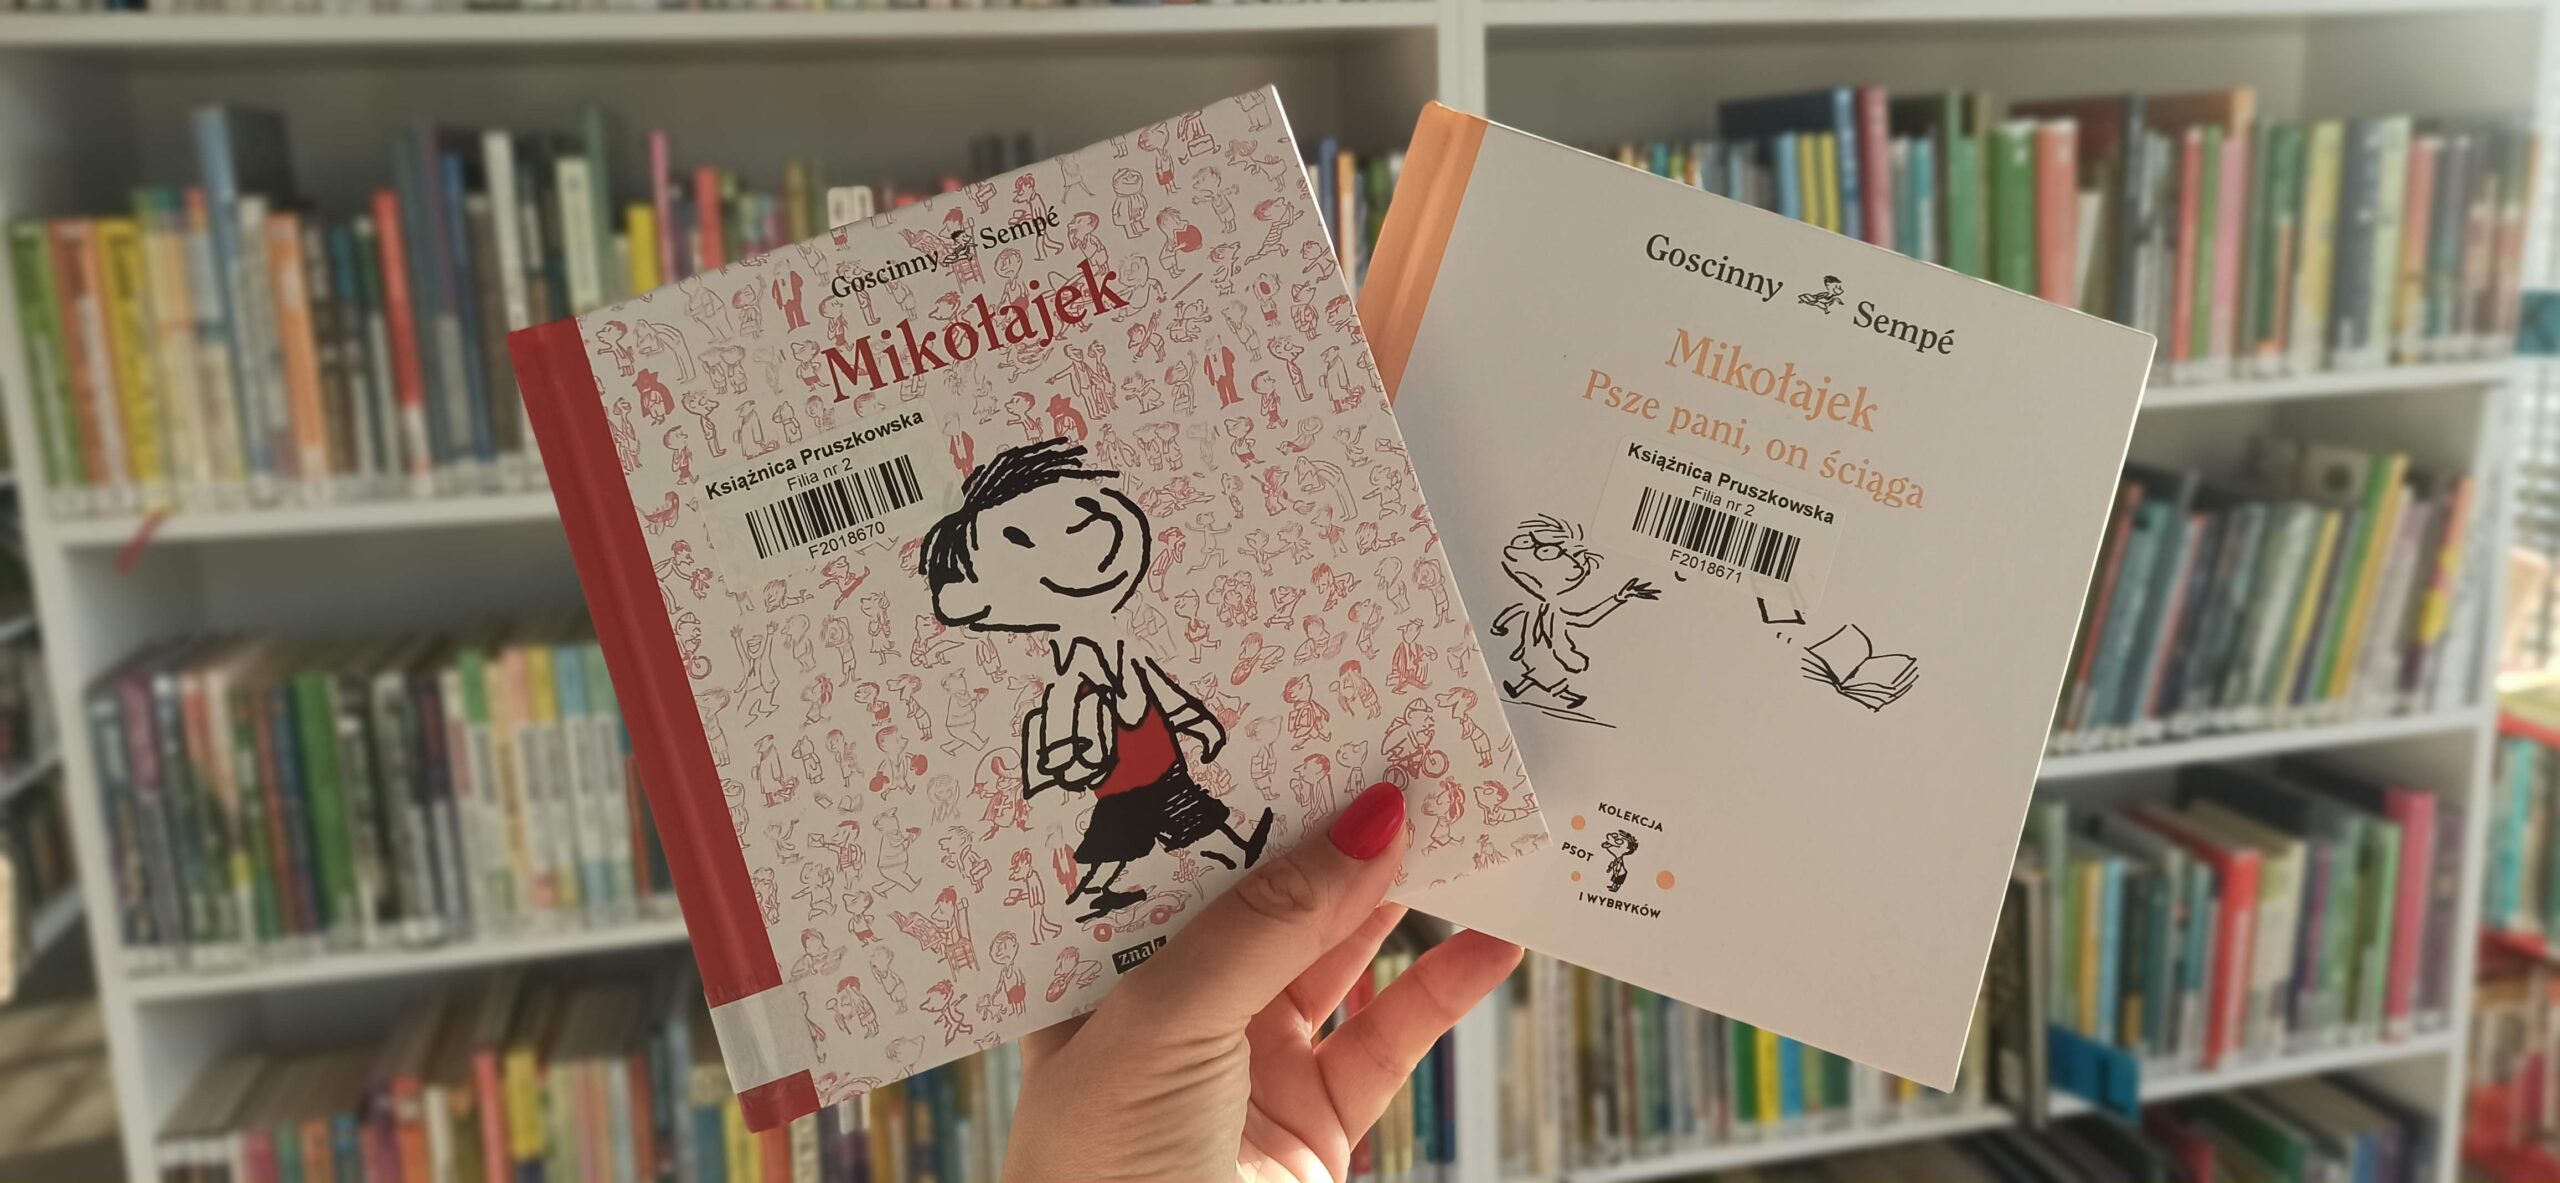 Goscinny Sempé
Mikołajek
Książnica Pruszkowska
Filia nr 2
F2018670
znak
Goscinny Sempé
Mikołajek
Psze pani, on ściąga
Książnica Pruszkowska
Filia nr 2
F2018671
KOLEKCJA
PSOT
I WYBRYKÓW